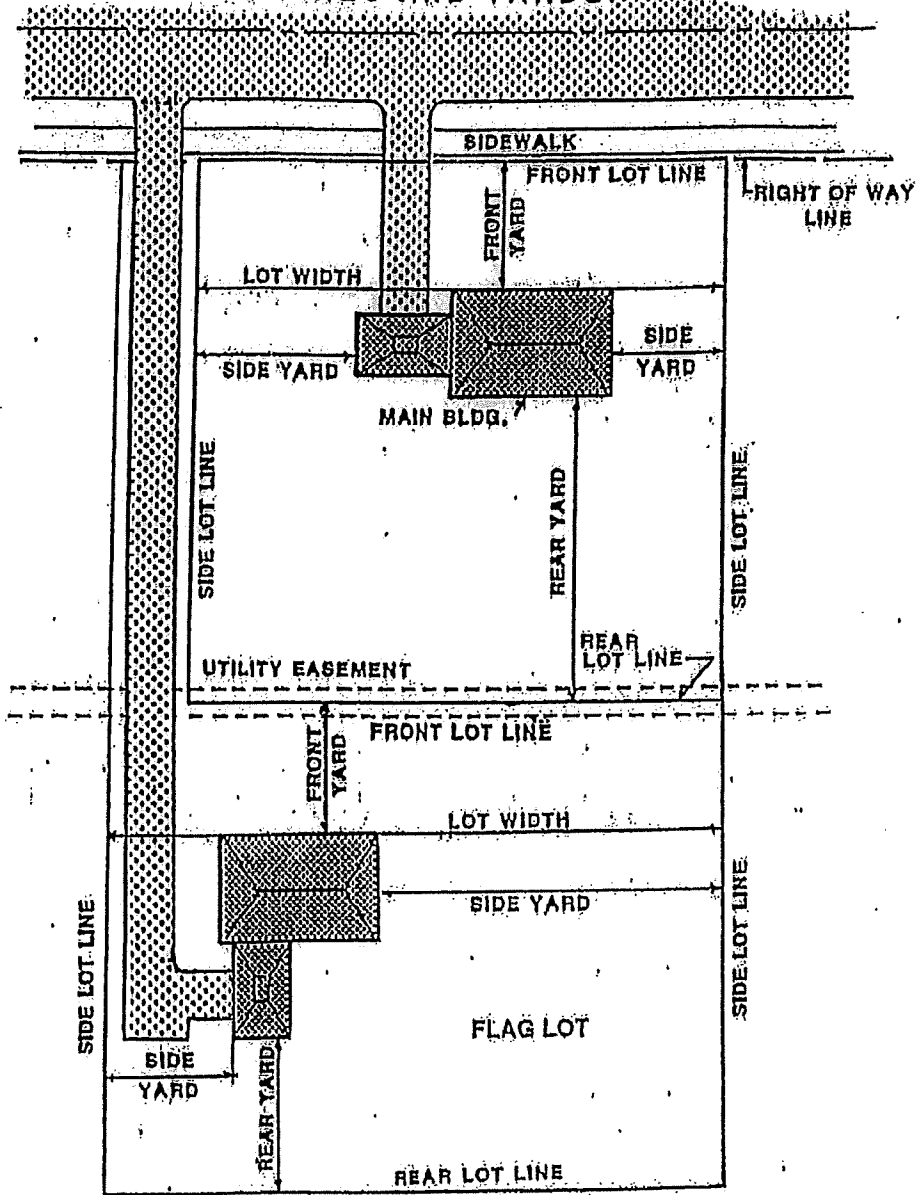 YARDS
SIDEWALK
FRONT LOT LINE
RIGHT OF WAY
LINE
FRONT
YARD
LOT WIDTH
SIDE YARD
SIDE
YARD
MAIN BLDG.
SIDE LOT LINE
REAR YARD
SIDE LOT LINE
REAR
LOT LINE
UTILITY EASEMENT
FRONT LOT LINE
FRONT
YARD
LOT WIDTH
SIDE YARD
SIDE LOT LINE
SIDE LOT LINE
FLAG LOT
SIDE
YARD
REAR YARD
REAR LOT LINE